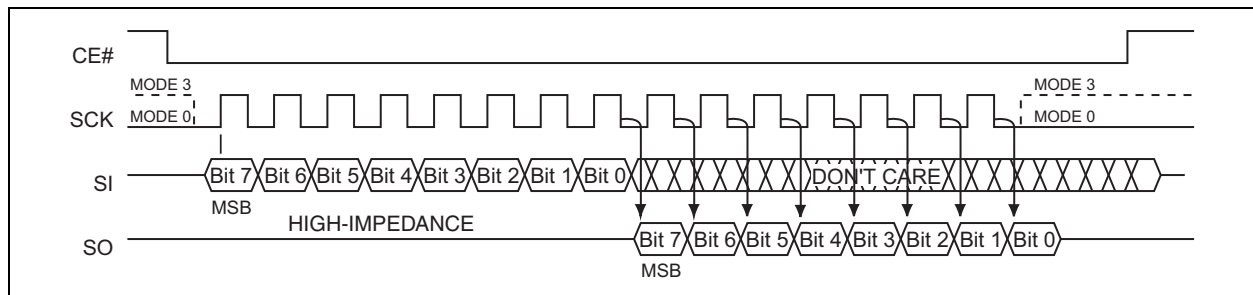 CE#
MODE 3 MODE 3
SCK MODE 0 MODE 0
SI Bit 7 Bit 6 Bit 5 Bit 4 Bit 3 Bit 2 Bit 1 Bit 0 DON'T CARE
MSB
HIGH-IMPEDANCE
SO Bit 7 Bit 6 Bit 5 Bit 4 Bit 3 Bit 2 Bit 1 Bit 0
MSB